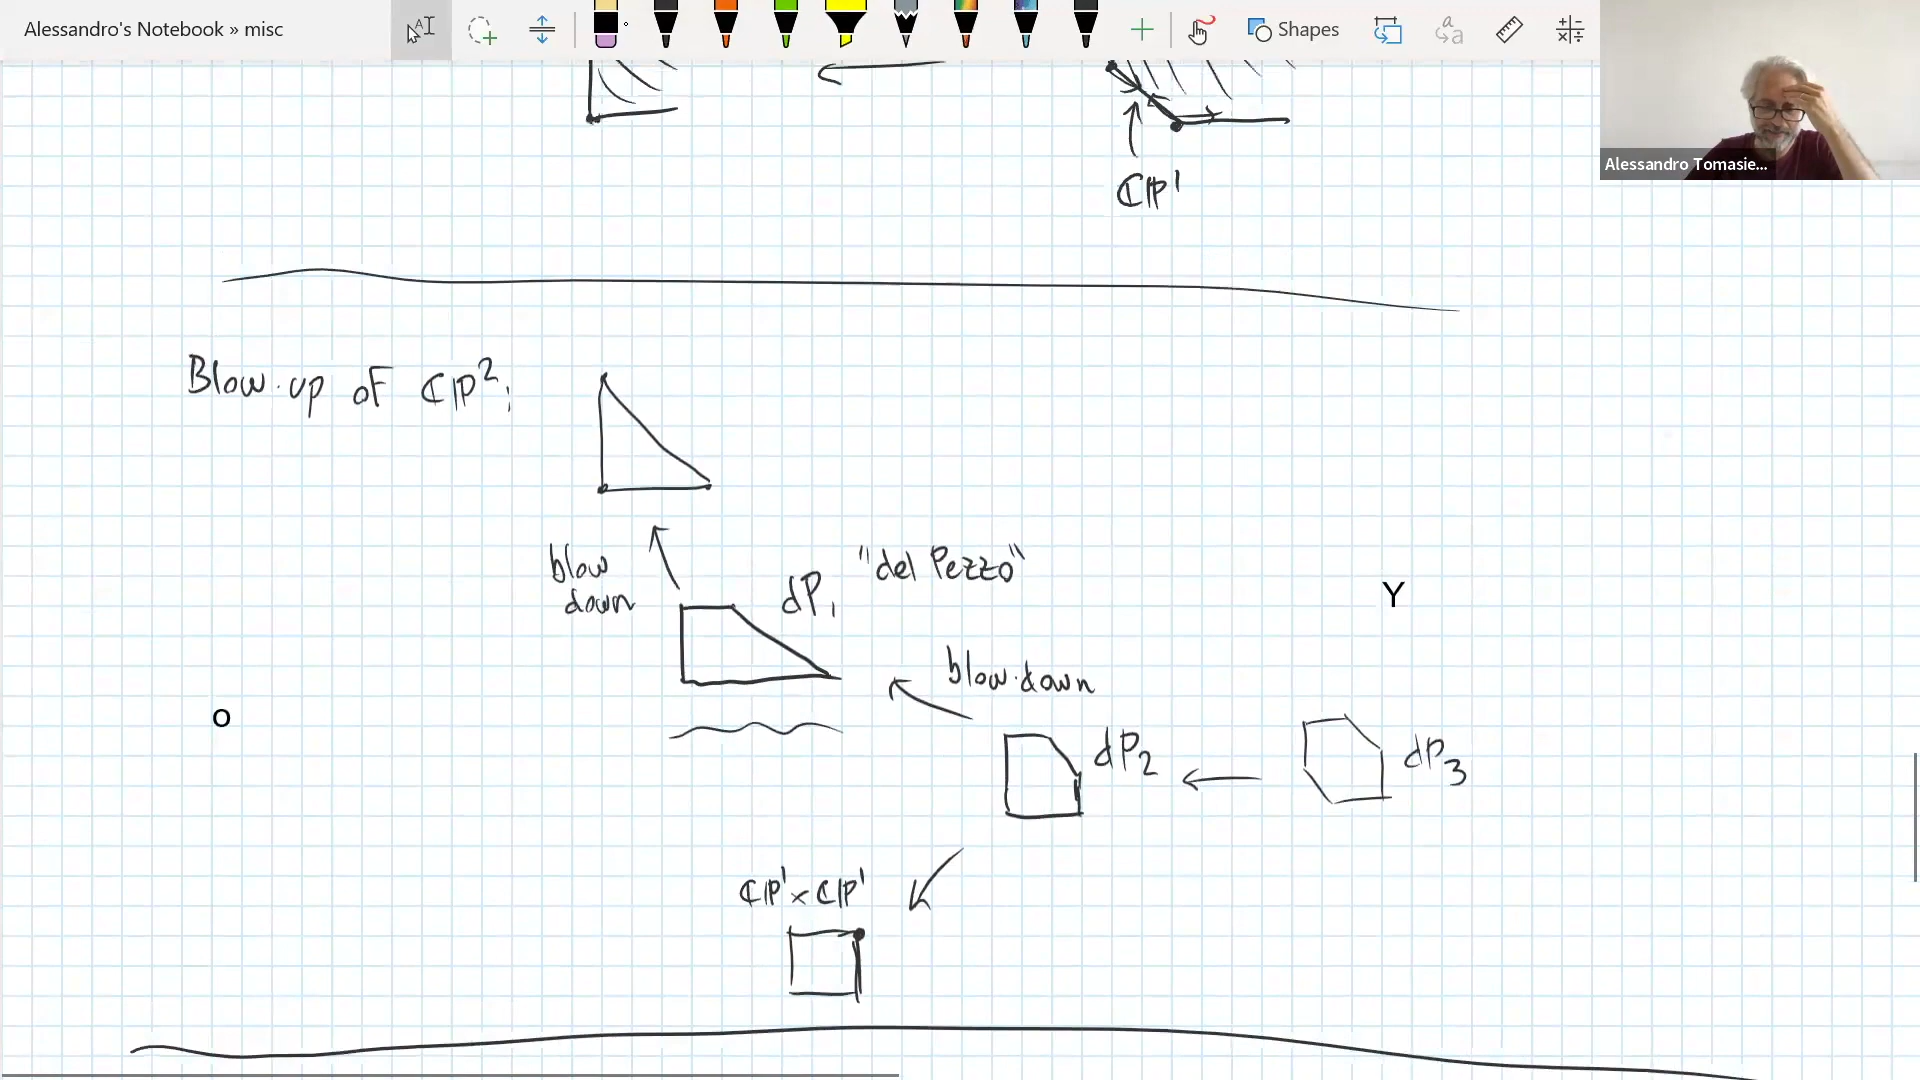 Alessandro's Notebook » misc
Shapes
Alessandro Tomasie...
ℂℙ¹
Blow-up of ℂℙ²:
blow
down
dP₁ "del Pezzo"
Y
blow-down
o
dP₂
dP₃
ℂℙ¹×ℂℙ¹